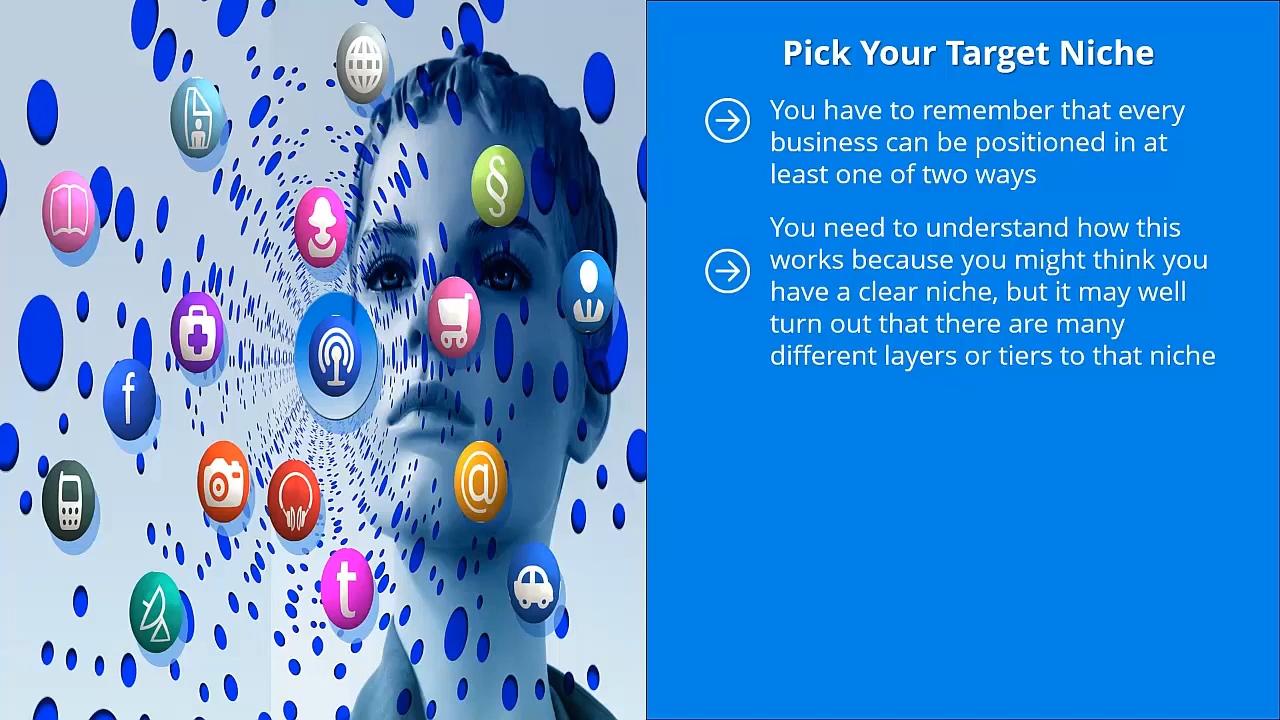 Pick Your Target Niche
You have to remember that every
business can be positioned in at
least one of two ways
You need to understand how this
works because you might think you
have a clear niche, but it may well
turn out that there are many
different layers or tiers to that niche
§
f
@
t